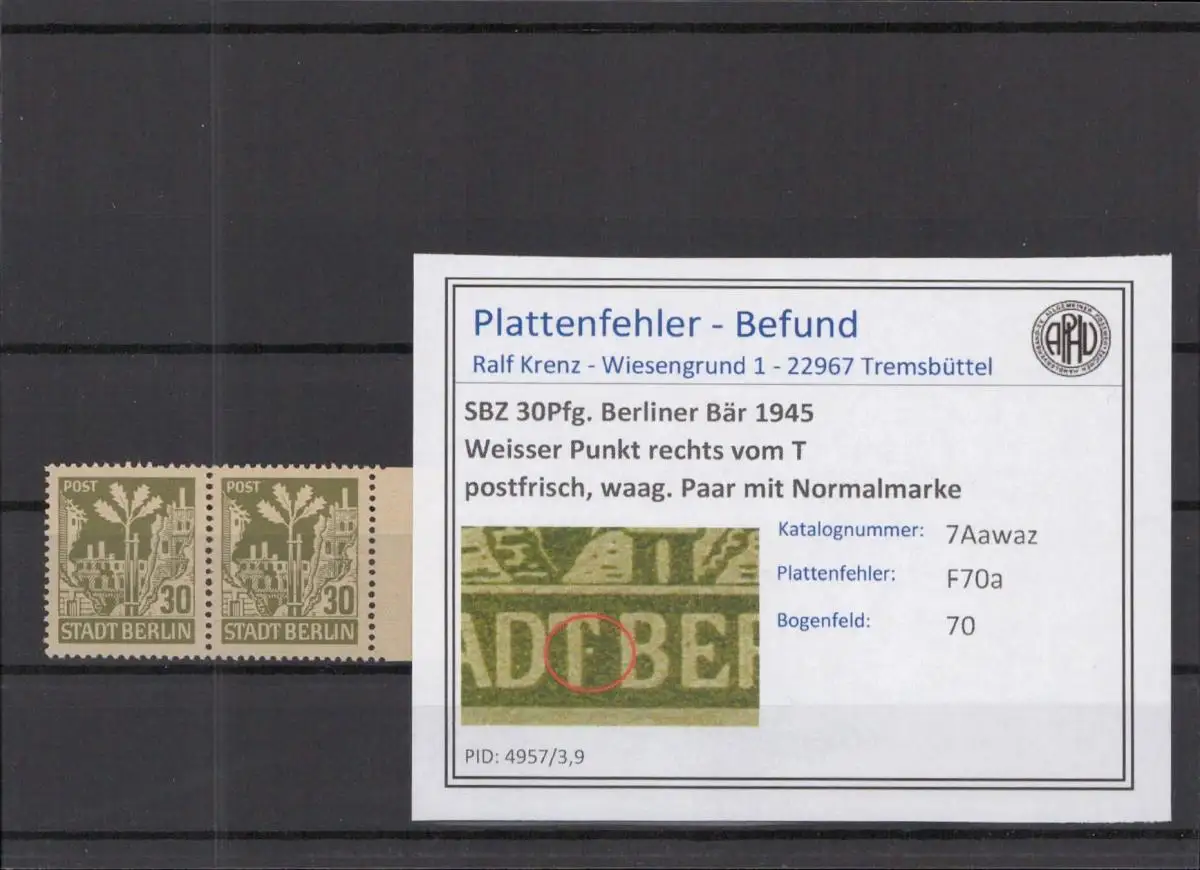 POST
30
STADT BERLIN
POST
30
STADT BERLIN
Plattenfehler - Befund
Ralf Krenz - Wiesengrund 1 - 22967 Tremsbüttel
APHV
SBZ 30Pfg. Berliner Bär 1945
Weisser Punkt rechts vom T
postfrisch, waag. Paar mit Normalmarke
Katalognummer: 7Aawaz
Plattenfehler: F70a
Bogenfeld: 70
ADTBER
PID: 4957/3,9